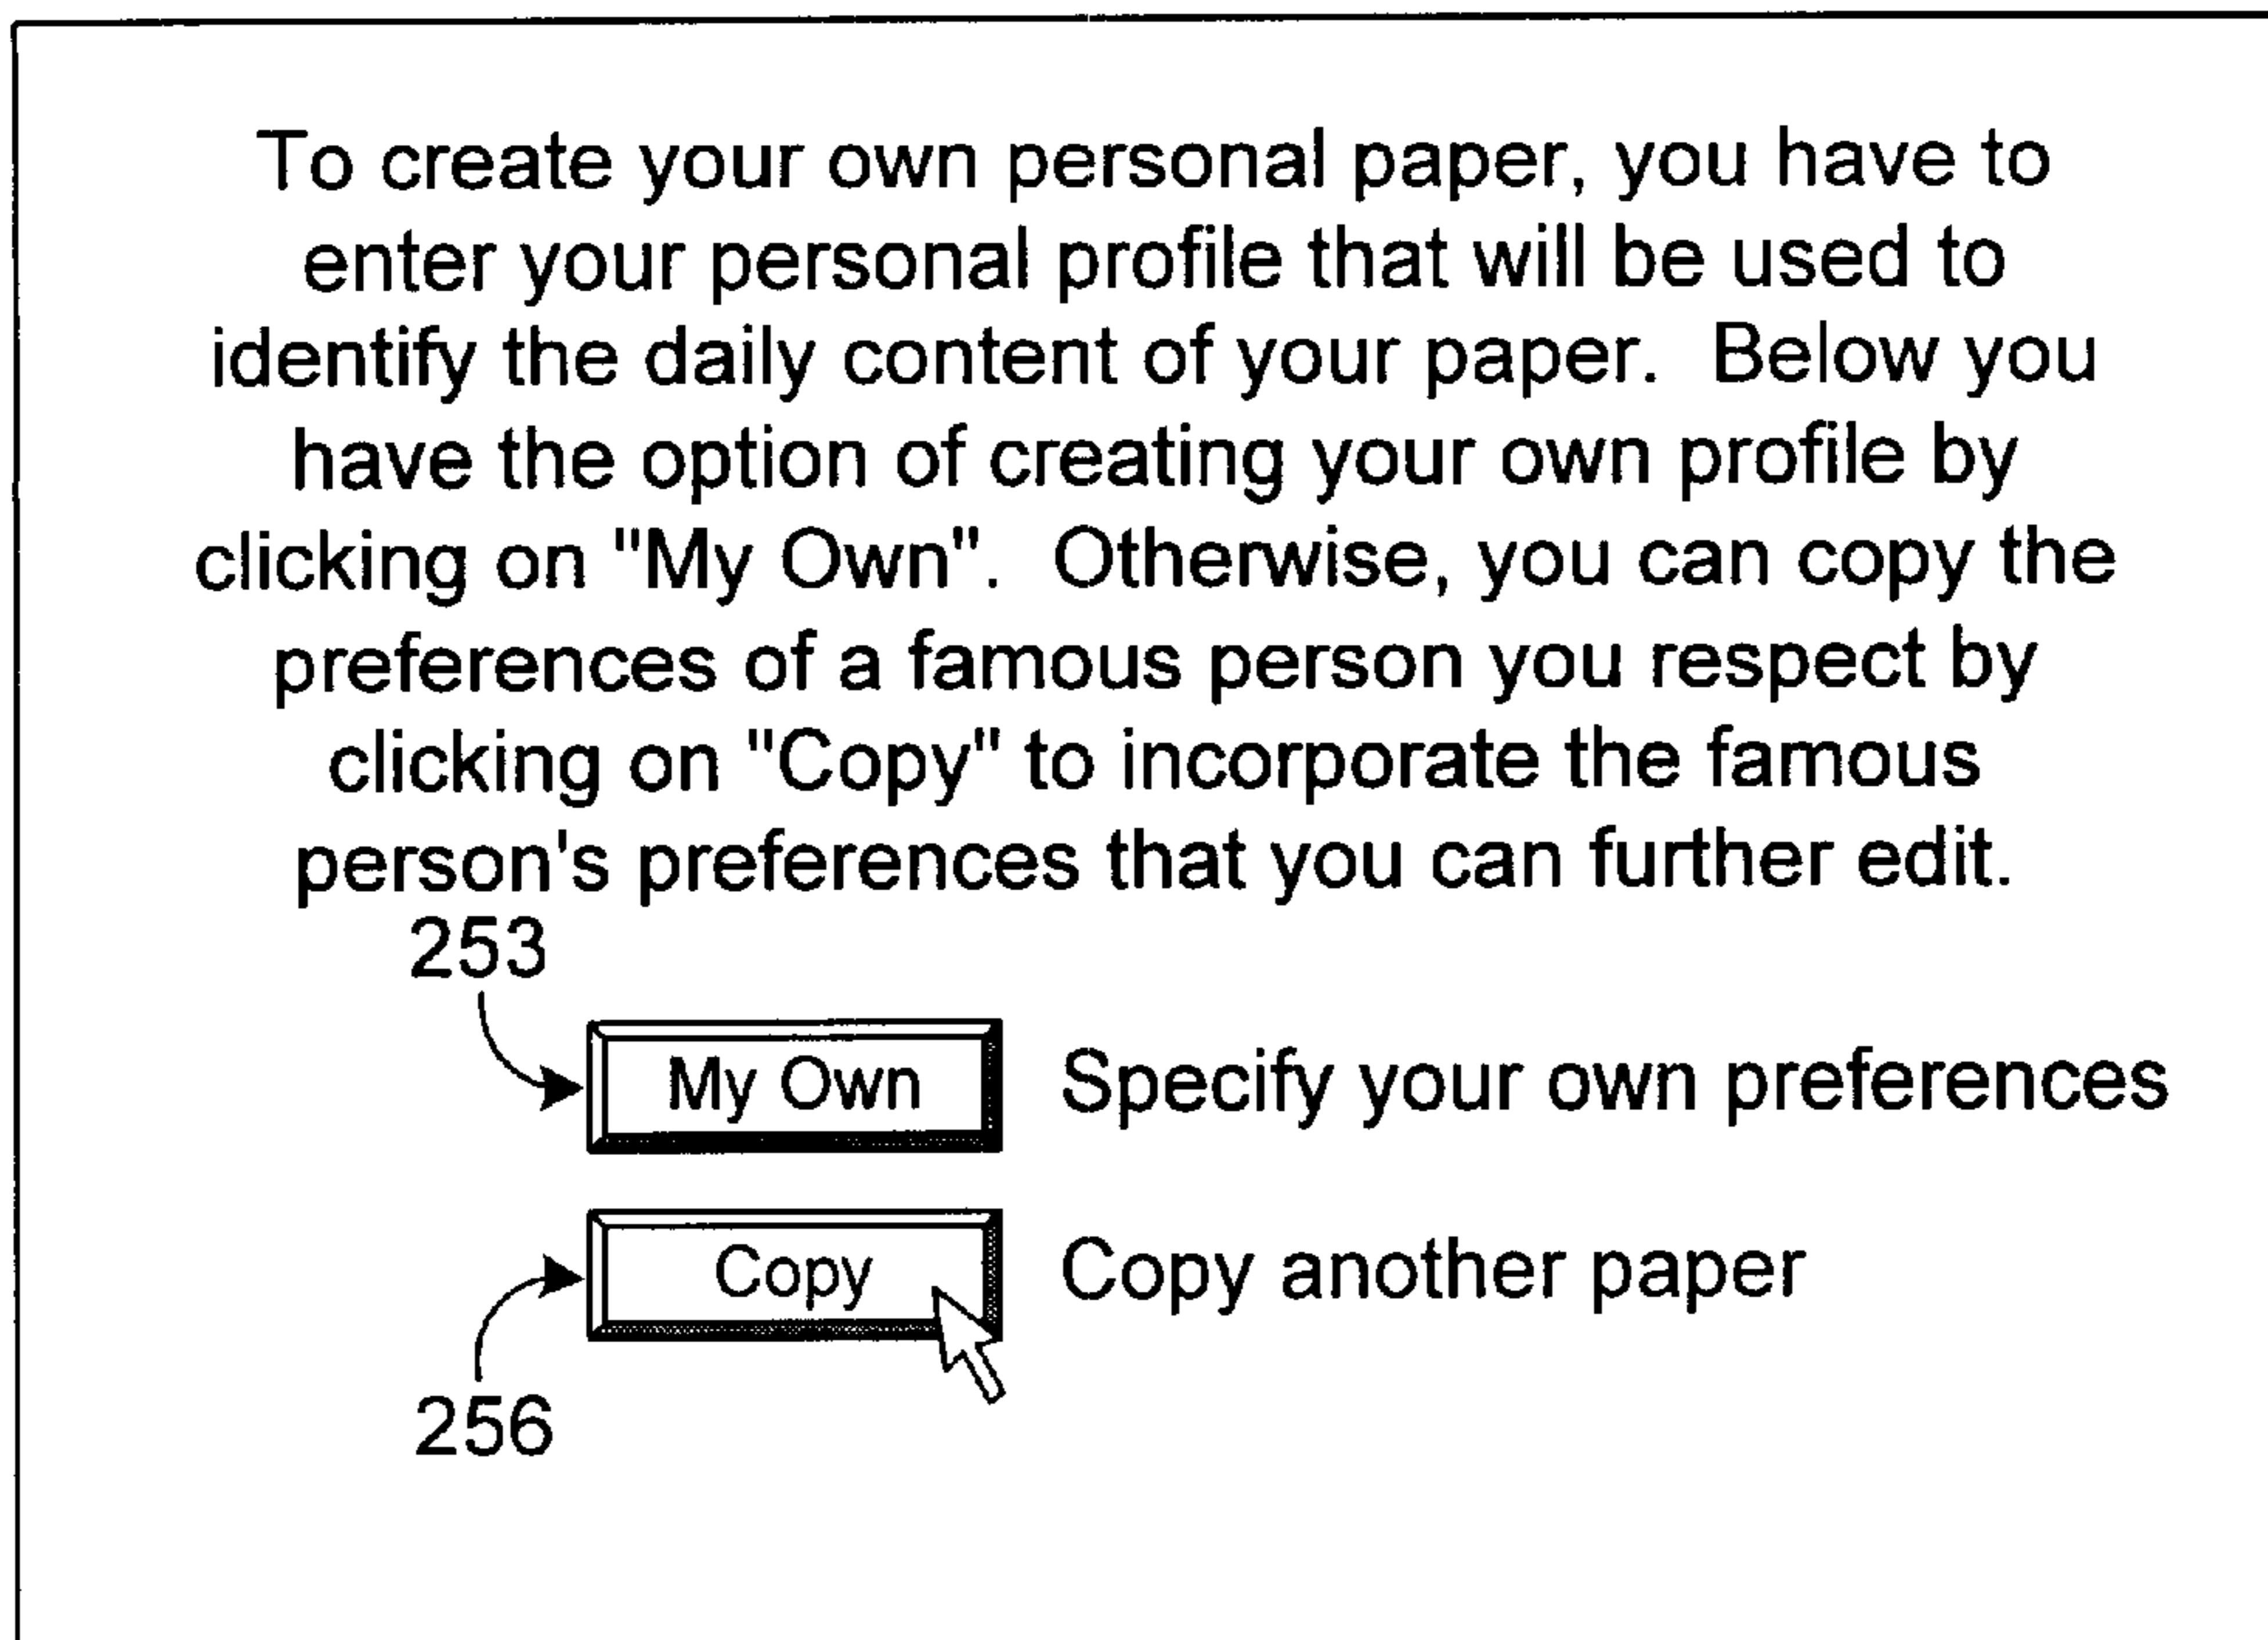 To create your own personal paper, you have to
enter your personal profile that will be used to
identify the daily content of your paper.  Below you
have the option of creating your own profile by
clicking on "My Own".  Otherwise, you can copy the
preferences of a famous person you respect by
clicking on "Copy" to incorporate the famous
person's preferences that you can further edit.
253
My Own Specify your own preferences
Copy Copy another paper
256